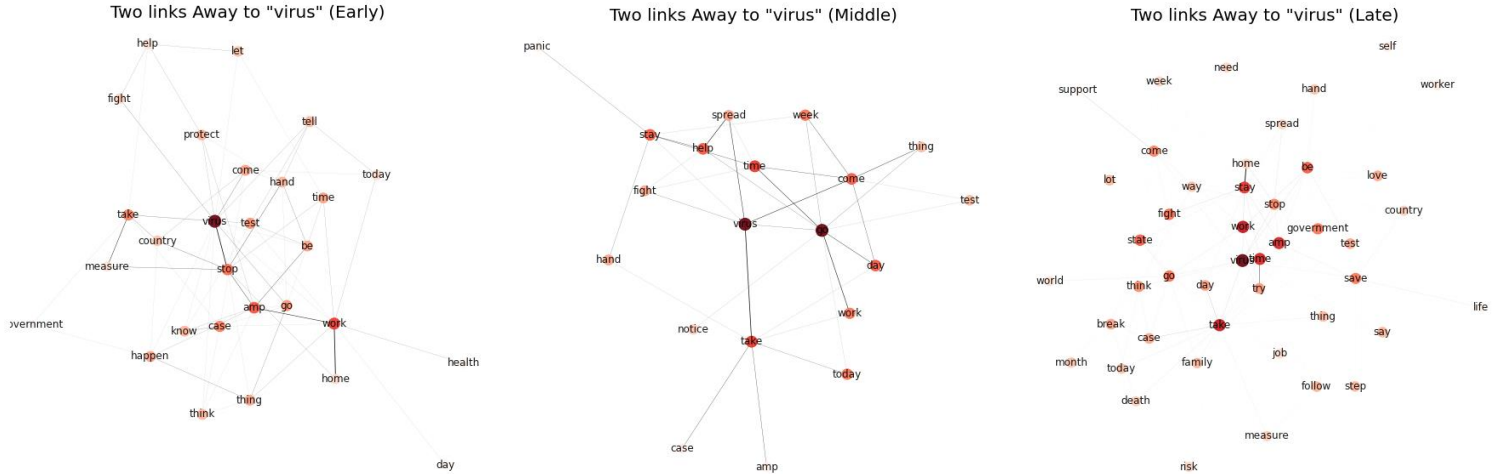 Two links Away to "virus" (Early)
help
let
fight
tell
protect
come
today
hand
time
take
virus
test
country
be
measure
stop
amp
go
overnment
know
case
work
happen
health
home
thing
think
day
Two links Away to "virus" (Middle)
panic
spread
week
stay
help
thing
time
come
fight
test
virus
go
hand
day
work
notice
take
today
case
amp
Two links Away to "virus" (Late)
self
need
week
worker
support
hand
spread
come
home
be
lot
way
stay
love
stop
fight
country
work
government
state
amp
test
virus
time
go
world
think
day
try
save
life
break
take
thing
case
say
month
today
family
job
follow
step
death
measure
risk